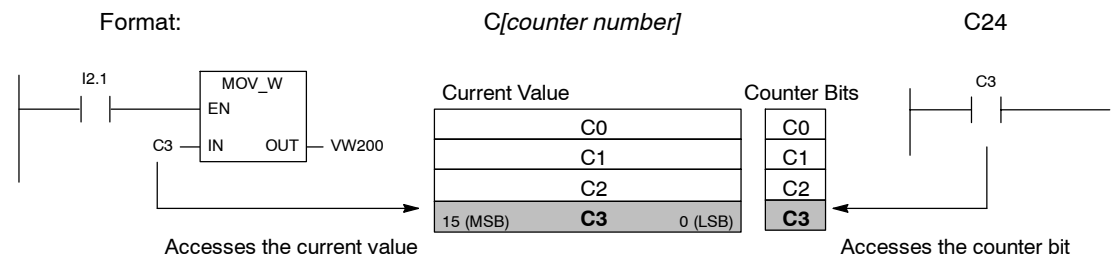 Format: C[counter number] C24
I2.1 MOV_W C3
EN
Current Value Counter Bits
C0 C0
C3 IN OUT VW200
C1 C1
C2 C2
15 (MSB) C3 0 (LSB) C3
Accesses the current value Accesses the counter bit